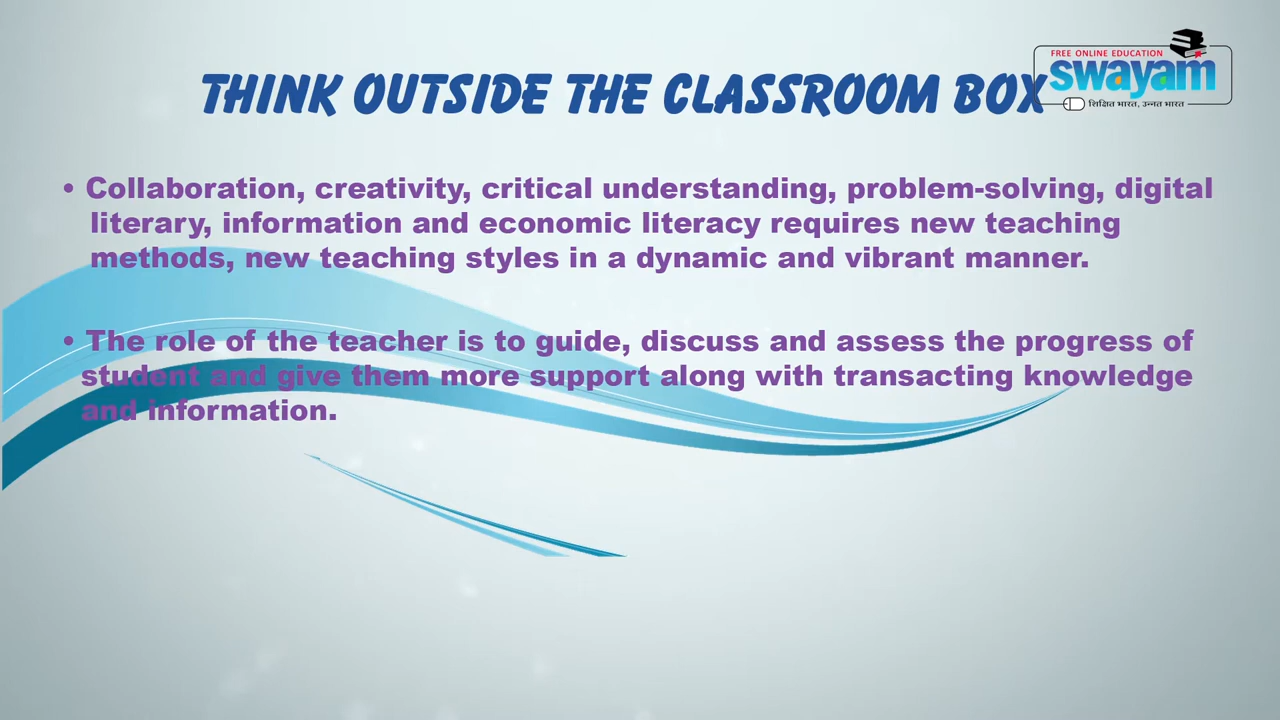 FREE ONLINE EDUCATION
swayam
शिक्षित भारत, उन्नत भारत
THINK OUTSIDE THE CLASSROOM BOX
• Collaboration, creativity, critical understanding, problem-solving, digital
literary, information and economic literacy requires new teaching
methods, new teaching styles in a dynamic and vibrant manner.
• The role of the teacher is to guide, discuss and assess the progress of
student and give them more support along with transacting knowledge
and information.